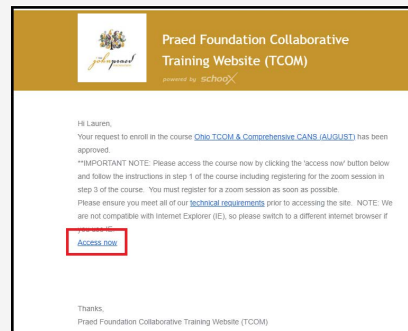 the
john praed
Praed Foundation Collaborative
Training Website (TCOM)
powered by SCHOOX
Hi Lauren,
Your request to enroll in the course Ohio TCOM & Comprehensive CANS (AUGUST) has been
approved.
**IMPORTANT NOTE: Please access the course now by clicking the 'access now' button below
and follow the instructions in step 1 of the course including registering for the zoom session in
step 3 of the course. You must register for a zoom session as soon as possible.
Please ensure you meet all of our technical requirements prior to accessing the site. NOTE: We
are not compatible with Internet Explorer (IE), so please switch to a different internet browser if
you use IE.
Access now
Thanks,
Praed Foundation Collaborative Training Website (TCOM)